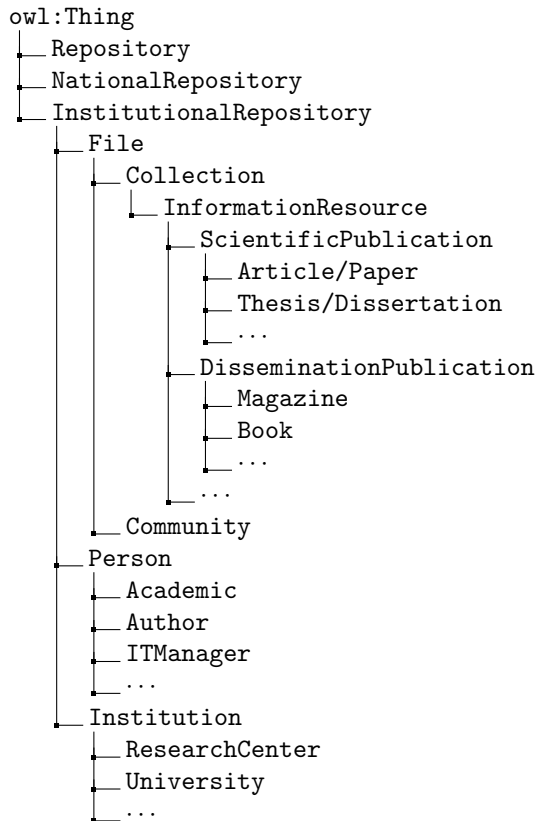 owl:Thing
Repository
NationalRepository
InstitutionalRepository
File
Collection
InformationResource
ScientificPublication
Article/Paper
Thesis/Dissertation
...
DisseminationPublication
Magazine
Book
...
...
Community
Person
Academic
Author
ITManager
...
Institution
ResearchCenter
University
...